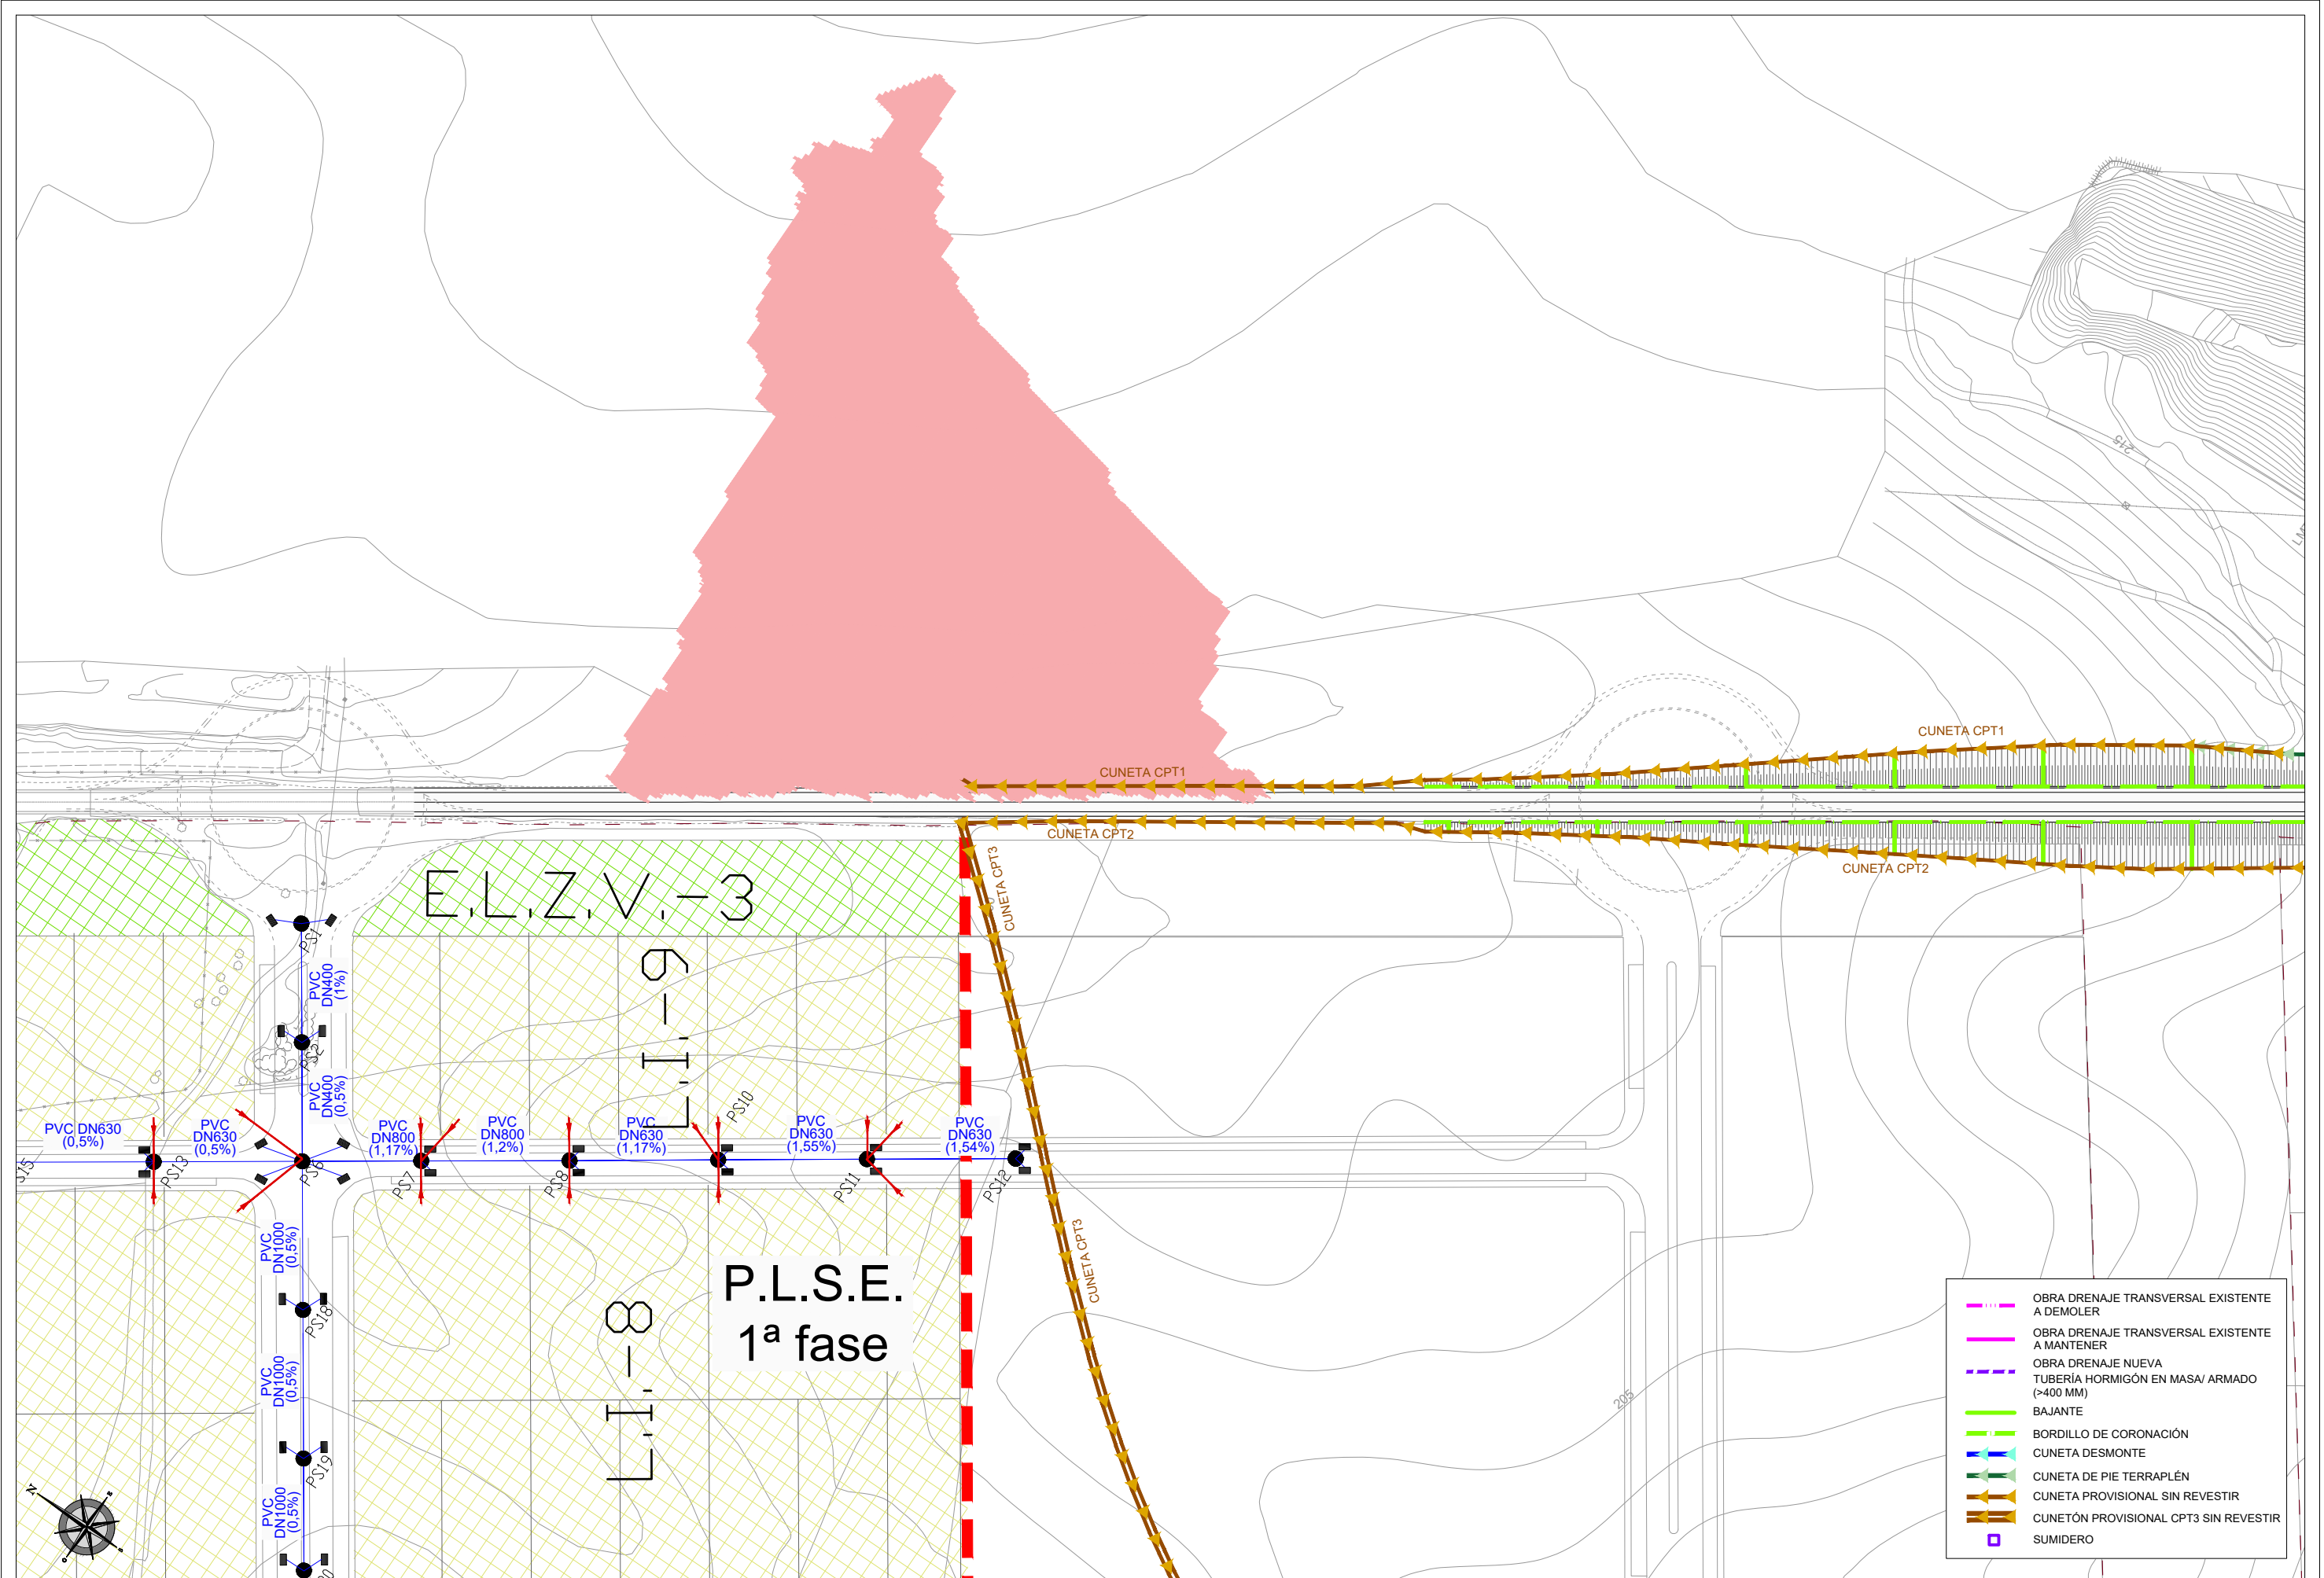 215
CUNETA CPT1
CUNETA CPT1
CUNETA CPT2
CUNETA CPT2
CUNETA CPT3
E.L.Z.V.-3
L.I.-9
PS1
PVC
DN400
(1%)
PS2
PVC
DN400
(0,5%)
PS10
PVC DN630
(0,5%)
PVC
DN630
(0,5%)
PVC
DN800
(1,17%)
PVC
DN800
(1,2%)
PVC
DN630
(1,17%)
PVC
DN630
(1,55%)
PVC
DN630
(1,54%)
PS15
PS13
PS6
PS7
PS8
PS11
PS12
PVC
DN1000
(0,5%)
CUNETA CPT3
P.L.S.E.
1ª fase
L.I.-8
PS18
PVC
DN1000
(0,5%)
205
PS19
PVC
DN1000
(0,5%)
N
E
S
O
OBRA DRENAJE TRANSVERSAL EXISTENTE
A DEMOLER
OBRA DRENAJE TRANSVERSAL EXISTENTE
A MANTENER
OBRA DRENAJE NUEVA
TUBERÍA HORMIGÓN EN MASA/ ARMADO
(>400 MM)
BAJANTE
BORDILLO DE CORONACIÓN
CUNETA DESMONTE
CUNETA DE PIE TERRAPLÉN
CUNETA PROVISIONAL SIN REVESTIR
CUNETÓN PROVISIONAL CPT3 SIN REVESTIR
SUMIDERO